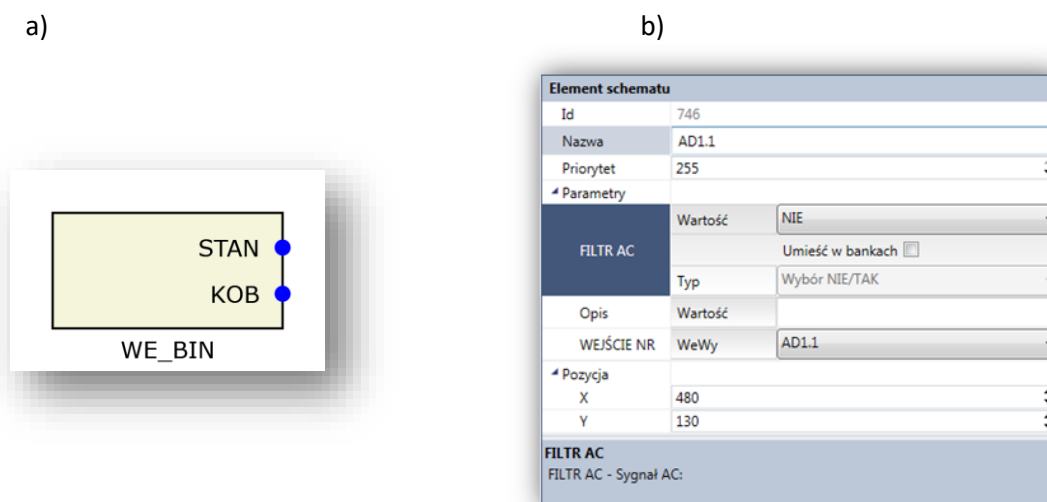 a)
b)
STAN
KOB
WE_BIN
Element schematu
Id 746
Nazwa AD1.1
Priorytet 255
Parametry
FILTR AC Wartość NIE
Umieść w bankach
Typ Wybór NIE/TAK
Opis Wartość
WEJŚCIE NR WeWy AD1.1
Pozycja
X 480
Y 130
FILTR AC
FILTR AC - Sygnał AC: